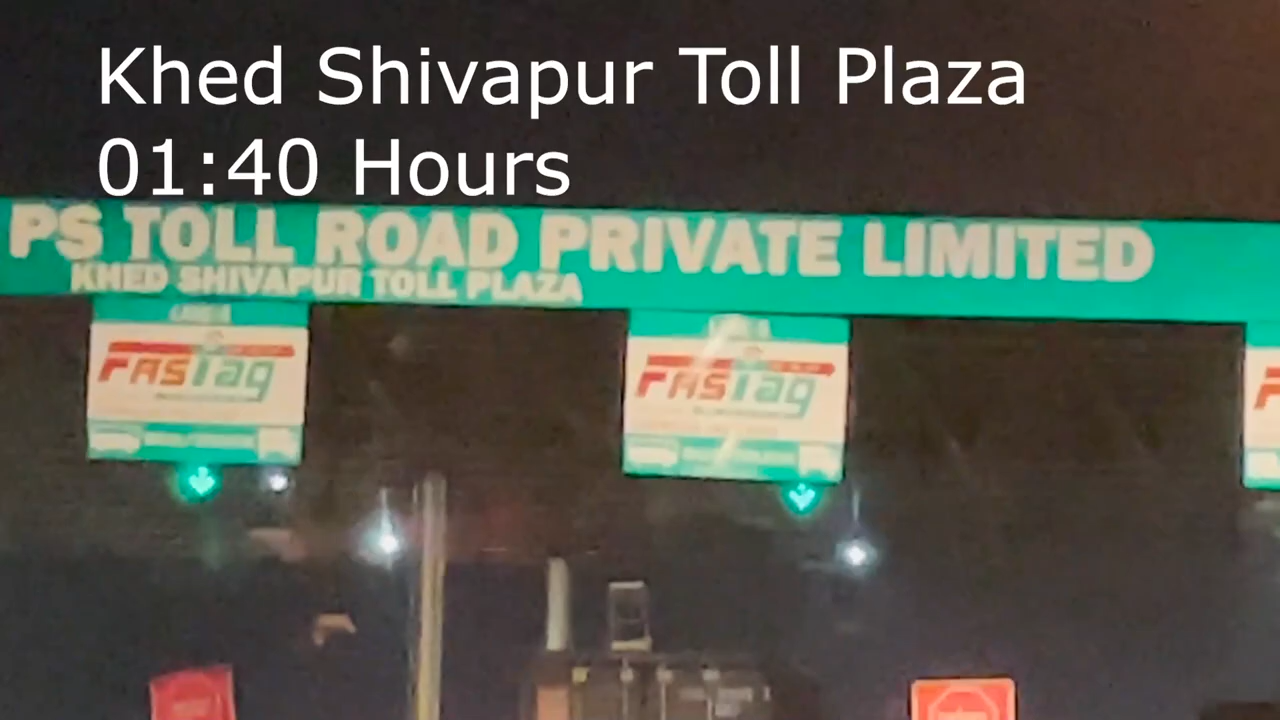 Khed Shivapur Toll Plaza
01:40 Hours
PS TOLL ROAD PRIVATE LIMITED
KHED SHIVAPUR TOLL PLAZA
FASTag
FASTag